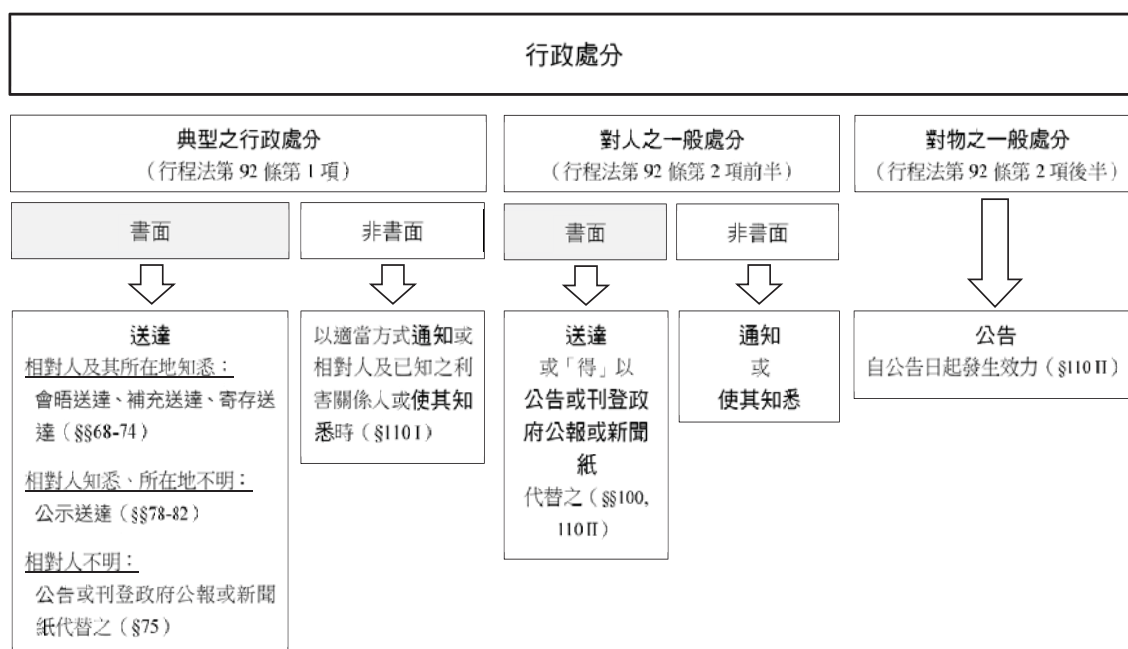 行政處分
典型之行政處分
（行程法第 92 條第 1 項）
對人之一般處分
（行程法第 92 條第 2 項前半）
對物之一般處分
（行程法第 92 條第 2 項後半）
書面
非書面
書面
非書面
送達
相對人及其所在地知悉：
會晤送達、補充送達、寄存送
達（§§68-74）
相對人知悉、所在地不明：
公示送達（§§78-82）
相對人不明：
公告或刊登政府公報或新聞
紙代替之（§75）
以適當方式通知或
相對人及已知之利
害關係人或使其知
悉時（§110 I）
送達
或「得」以
公告或刊登政
府公報或新聞
紙
代替之（§§100,
110 II）
通知
或
使其知悉
公告
自公告日起發生效力（§110 II）